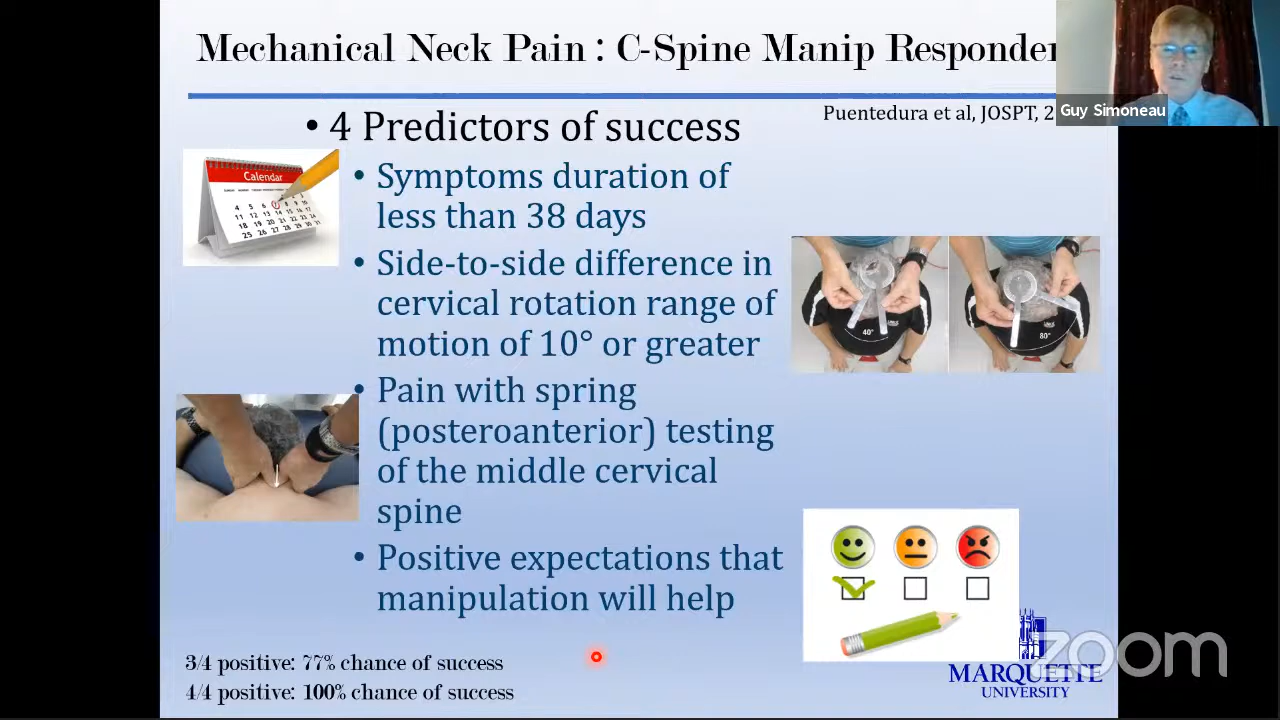 Mechanical Neck Pain : C-Spine Manip Responder
Puentedura et al, JOSPT, 2
Guy Simoneau
• 4 Predictors of success
Calendar
• Symptoms duration of
less than 38 days
• Side-to-side difference in
cervical rotation range of
motion of 10° or greater
40°
80°
• Pain with spring
(posteroanterior) testing
of the middle cervical
spine
• Positive expectations that
manipulation will help
3/4 positive: 77% chance of success
4/4 positive: 100% chance of success
zoom
MARQUETTE
UNIVERSITY